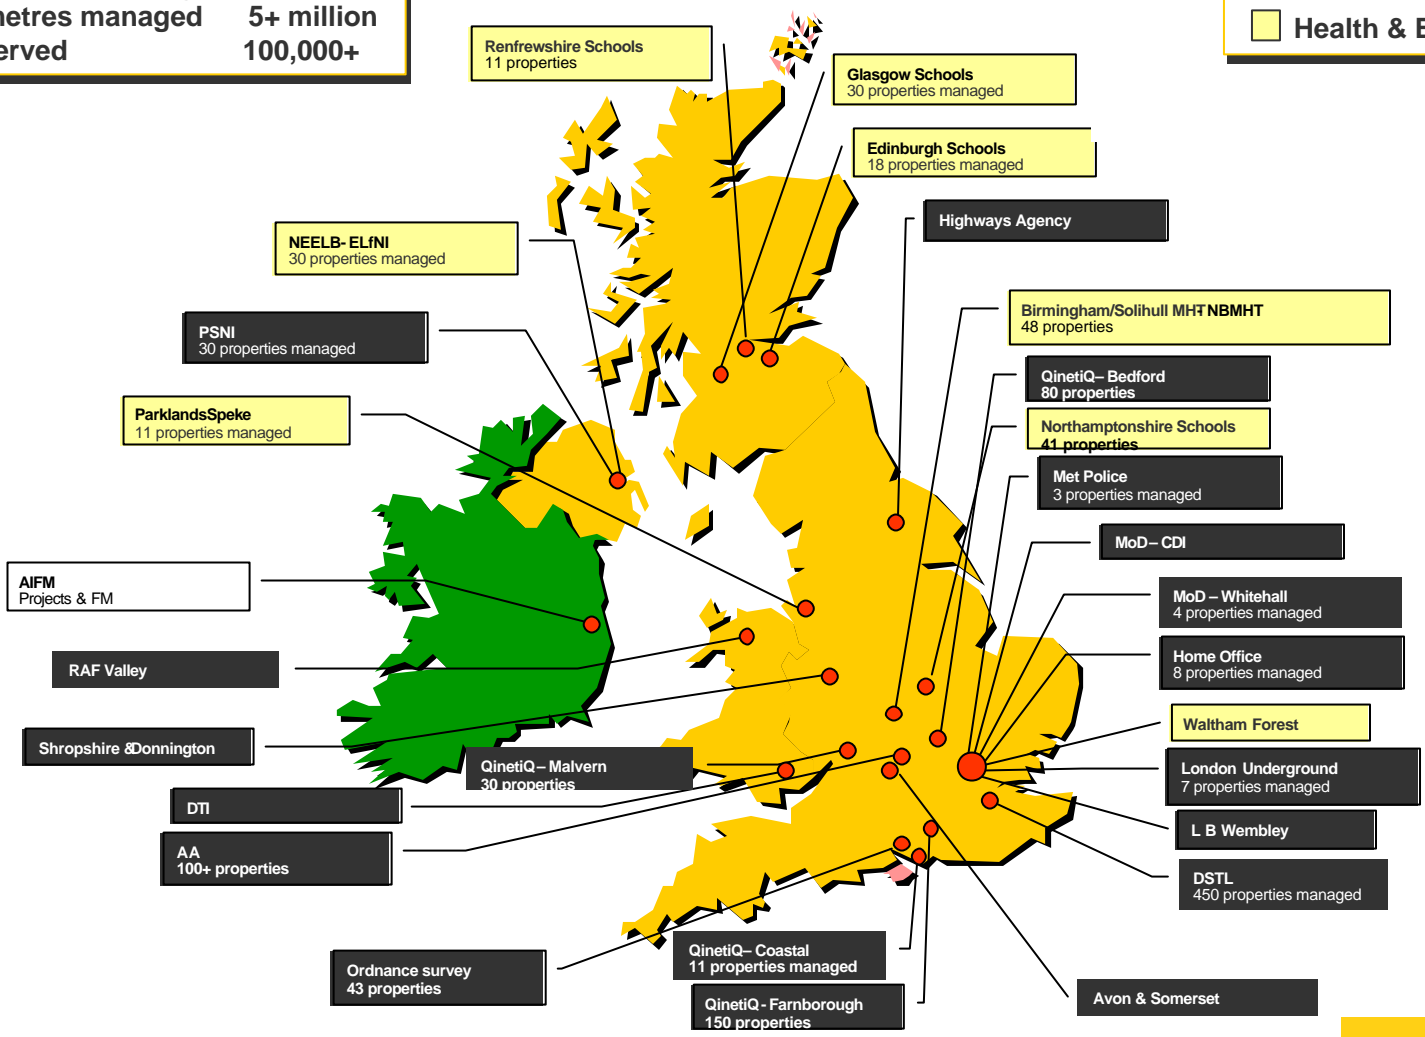 metres managed 5+ million
erved 100,000+
Health & E
Renfrewshire Schools
11 properties
Glasgow Schools
30 properties managed
Edinburgh Schools
18 properties managed
Highways Agency
NEELB- ELfNI
30 properties managed
Birmingham/Solihull MHT NBMHT
48 properties
PSNI
30 properties managed
QinetiQ– Bedford
80 properties
ParklandsSpeke
11 properties managed
Northamptonshire Schools
41 properties
Met Police
3 properties managed
MoD– CDI
AIFM
Projects & FM
MoD – Whitehall
4 properties managed
RAF Valley
Home Office
8 properties managed
Waltham Forest
Shropshire &Donnington
QinetiQ – Malvern
30 properties
London Underground
7 properties managed
DTI
L B Wembley
AA
100+ properties
DSTL
450 properties managed
Ordnance survey
43 properties
QinetiQ– Coastal
11 properties managed
QinetiQ - Farnborough
150 properties
Avon & Somerset